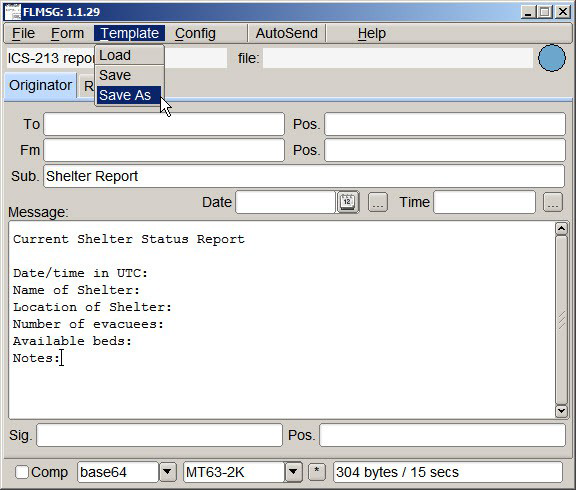 FLMSG: 1.1.29
File Form Template Config AutoSend Help
Load
ICS-213 repor file:
Save
Save As
Originator R
To Pos.
Fm Pos.
Sub. Shelter Report
Date 12 ... Time ...
Message:
Current Shelter Status Report
Date/time in UTC:
Name of Shelter:
Location of Shelter:
Number of evacuees:
Available beds:
Notes:
Sig. Pos.
Comp base64 MT63-2K * 304 bytes / 15 secs